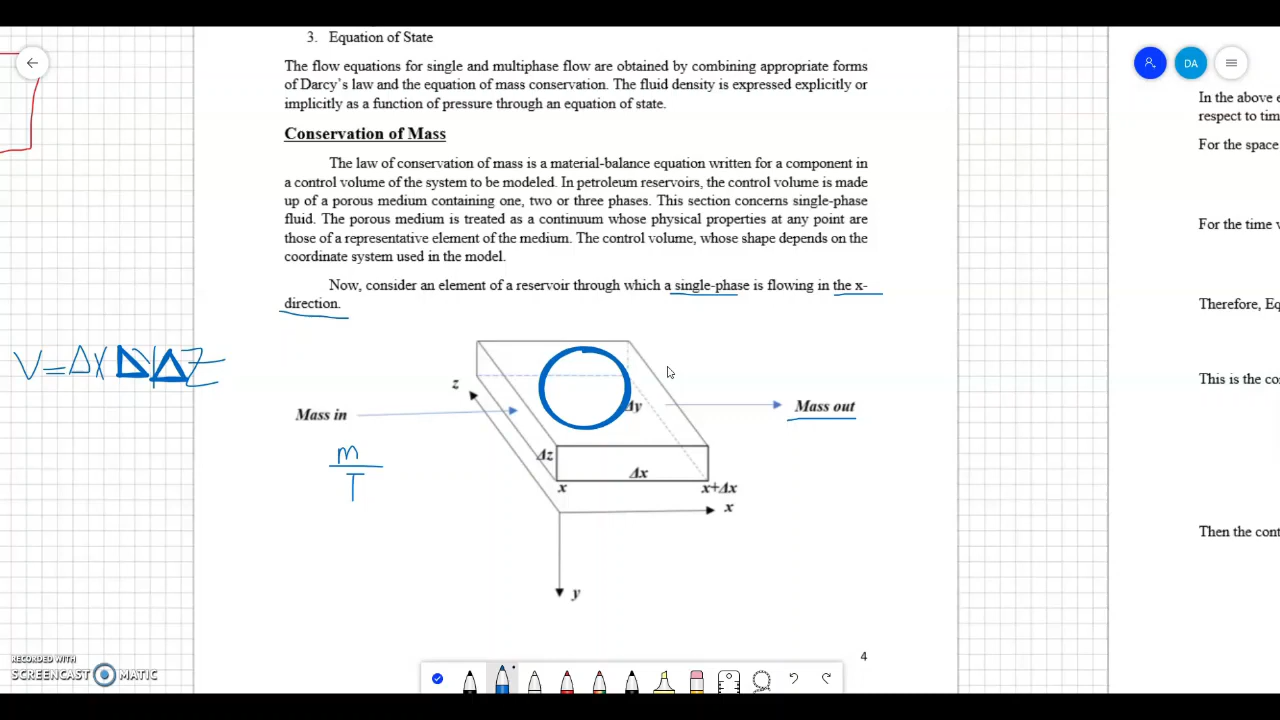 3. Equation of State
The flow equations for single and multiphase flow are obtained by combining appropriate forms
of Darcy's law and the equation of mass conservation. The fluid density is expressed explicitly or
implicitly as a function of pressure through an equation of state.
Conservation of Mass
The law of conservation of mass is a material-balance equation written for a component in
a control volume of the system to be modeled. In petroleum reservoirs, the control volume is made
up of a porous medium containing one, two or three phases. This section concerns single-phase
fluid. The porous medium is treated as a continuum whose physical properties at any point are
those of a representative element of the medium. The control volume, whose shape depends on the
coordinate system used in the model.
Now, consider an element of a reservoir through which a single-phase is flowing in the x-
direction.
V=ΔXΔYΔZ
z
Mass in
Δy
Mass out
m
T
Δz
Δx
x
x+Δx
x
y
4
DA
In the above e
respect to tim
For the space
For the time v
Therefore, Eq
This is the co
Then the cont
RECORDED WITH
SCREENCAST MATIC